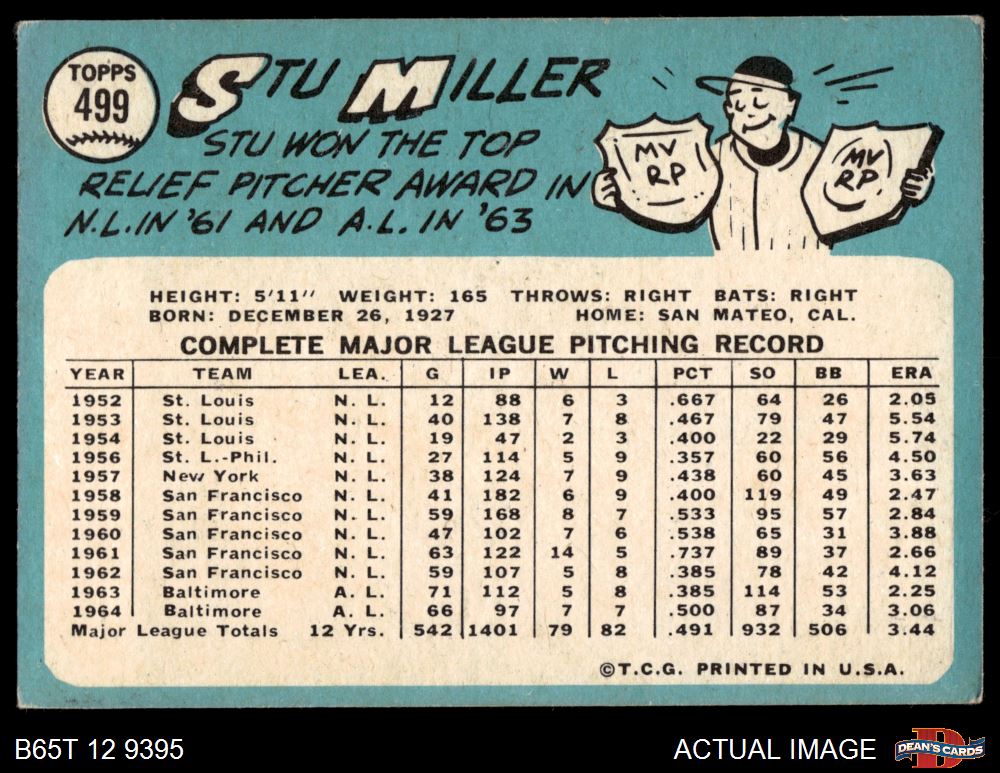 TOPPS
499
STU MILLER
STU WON THE TOP
RELIEF PITCHER AWARD IN
N.L. IN '61 AND A.L. IN '63
MV
RP
MV
RP
HEIGHT: 5'11" WEIGHT: 165 THROWS: RIGHT BATS: RIGHT
BORN: DECEMBER 26, 1927 HOME: SAN MATEO, CAL.
COMPLETE MAJOR LEAGUE PITCHING RECORD
YEAR TEAM LEA. G IP W L PCT SO BB ERA
1952 St. Louis N. L. 12 88 6 3 .667 64 26 2.05
1953 St. Louis N. L. 40 138 7 8 .467 79 47 5.54
1954 St. Louis N. L. 19 47 2 3 .400 22 29 5.74
1956 St. L.-Phil. N. L. 27 114 5 9 .357 60 56 4.50
1957 New York N. L. 38 124 7 9 .438 60 45 3.63
1958 San Francisco N. L. 41 182 6 9 .400 119 49 2.47
1959 San Francisco N. L. 59 168 8 7 .533 95 57 2.84
1960 San Francisco N. L. 47 102 7 6 .538 65 31 3.88
1961 San Francisco N. L. 63 122 14 5 .737 89 37 2.66
1962 San Francisco N. L. 59 107 5 8 .385 78 42 4.12
1963 Baltimore A. L. 71 112 5 8 .385 114 53 2.25
1964 Baltimore A. L. 66 97 7 7 .500 87 34 3.06
Major League Totals 12 Yrs. 542 1401 79 82 .491 932 506 3.44
©T.C.G. PRINTED IN U.S.A.
B65T 12 9395
ACTUAL IMAGE
D
DEAN'S CARDS